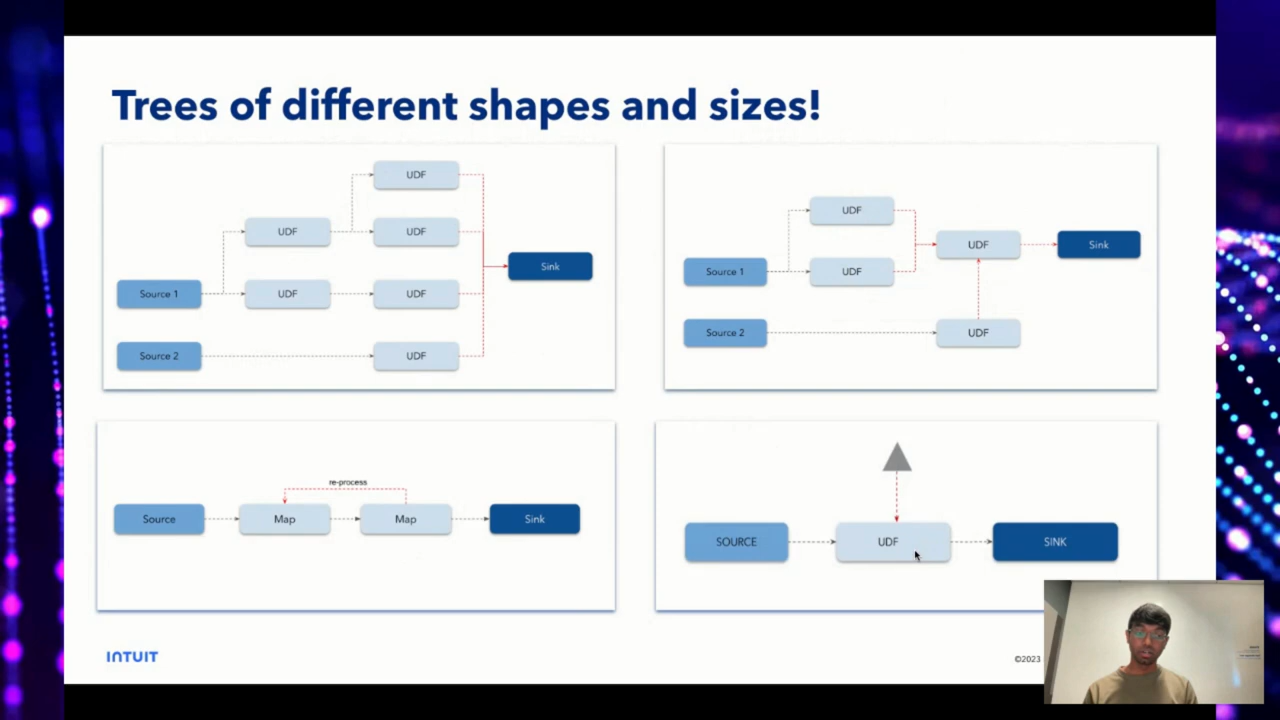 Trees of different shapes and sizes!
UDF
UDF
UDF
Sink
Source 1
UDF
UDF
Source 2
UDF
UDF
UDF
Sink
Source 1
UDF
Source 2
UDF
re-process
Source
Map
Map
Sink
SOURCE
UDF
SINK
INTUIT
©2023